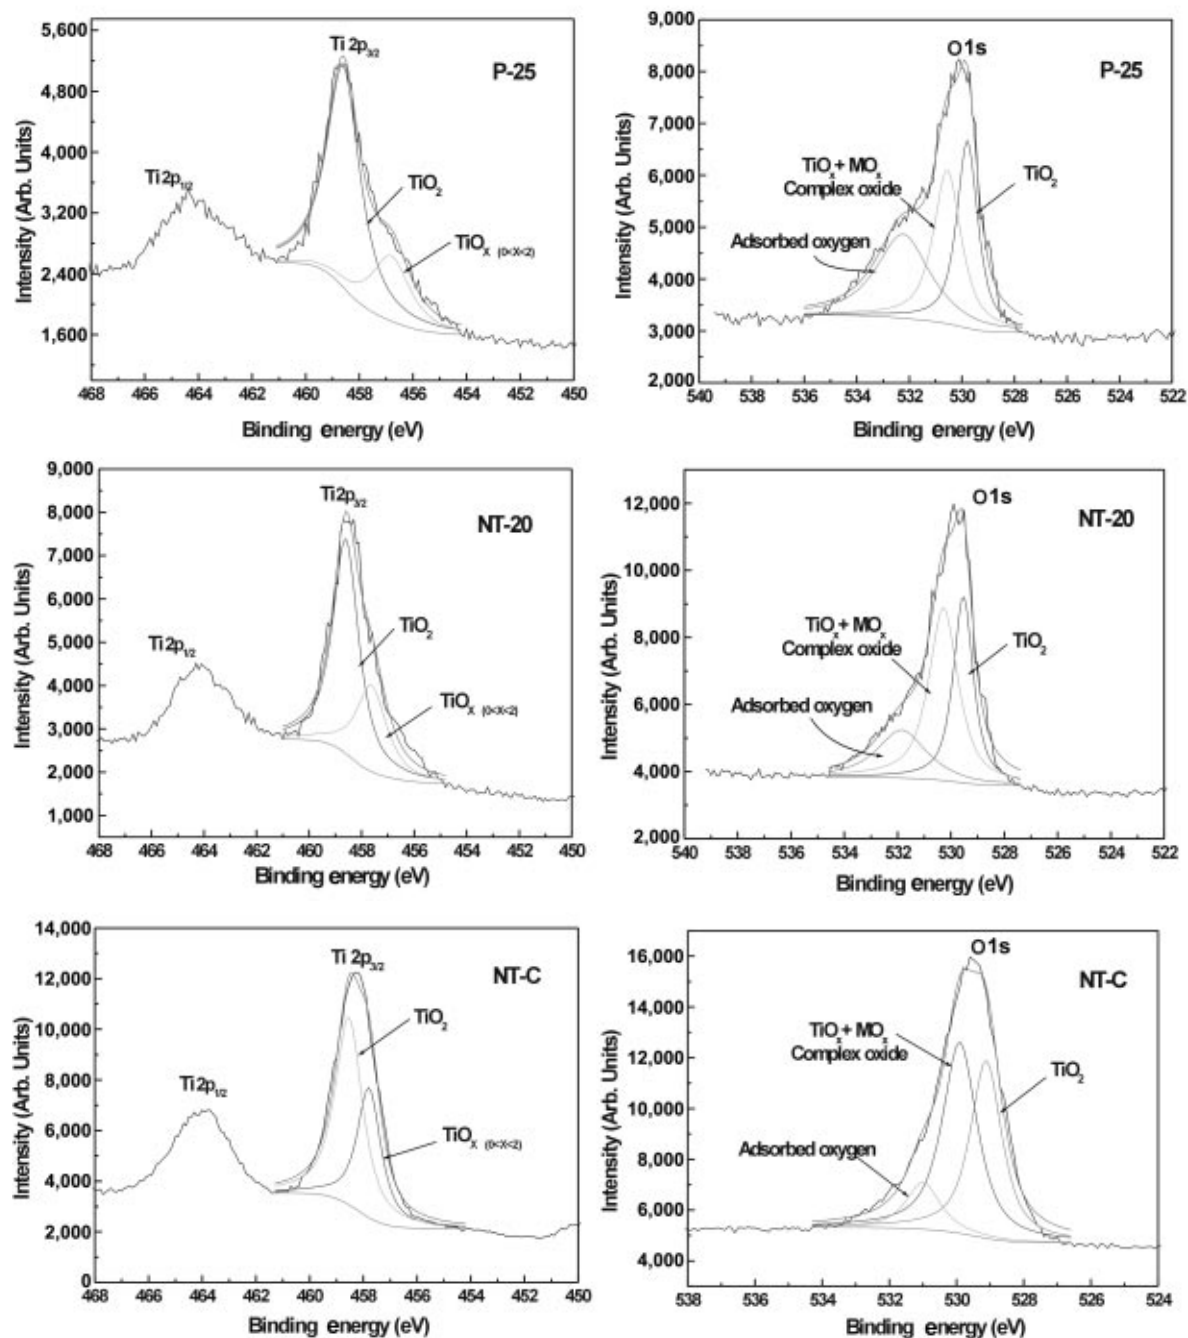 Ti 2p3/2
P-25
Ti 2p1/2
TiO2
TiOX (0<X<2)
Intensity (Arb. Units)
5,600
4,800
4,000
3,200
2,400
1,600
468 466 464 462 460 458 456 454 452 450
Binding energy (eV)
O1s
P-25
TiOx + MOx
Complex oxide
TiO2
Adsorbed oxygen
Intensity (Arb. Units)
9,000
8,000
7,000
6,000
5,000
4,000
3,000
2,000
540 538 536 534 532 530 528 526 524 522
Binding energy (eV)
Ti 2p3/2
NT-20
Ti 2p1/2
TiO2
TiOX (0<X<2)
Intensity (Arb. Units)
9,000
8,000
7,000
6,000
5,000
4,000
3,000
2,000
1,000
468 466 464 462 460 458 456 454 452 450
Binding energy (eV)
O1s
NT-20
TiOx + MOx
Complex oxide
TiO2
Adsorbed oxygen
Intensity (Arb. Units)
12,000
10,000
8,000
6,000
4,000
2,000
540 538 536 534 532 530 528 526 524 522
Binding energy (eV)
Ti 2p3/2
NT-C
TiO2
Ti 2p1/2
TiOX (0<X<2)
Intensity (Arb. Units)
14,000
12,000
10,000
8,000
6,000
4,000
2,000
0
468 466 464 462 460 458 456 454 452 450
Binding energy (eV)
O1s
NT-C
TiOx + MOx
Complex oxide
TiO2
Adsorbed oxygen
Intensity (Arb. Units)
16,000
14,000
12,000
10,000
8,000
6,000
4,000
538 536 534 531 530 528 526 524
Binding energy (eV)